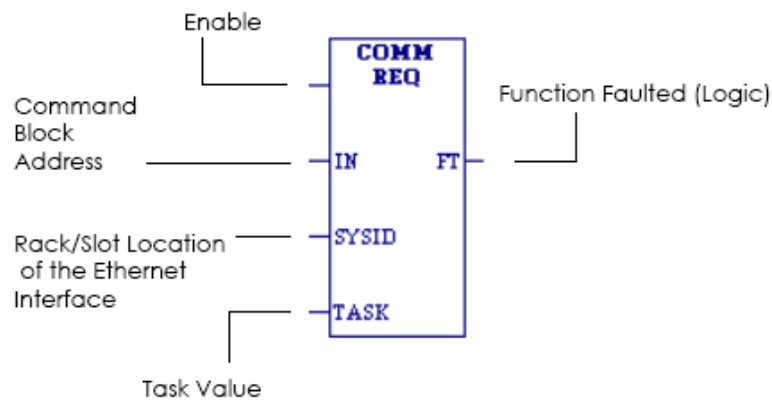 Enable
COMM
REQ
Function Faulted (Logic)
Command
Block
Address
IN
FT
Rack/Slot Location
of the Ethernet
Interface
SYSID
TASK
Task Value